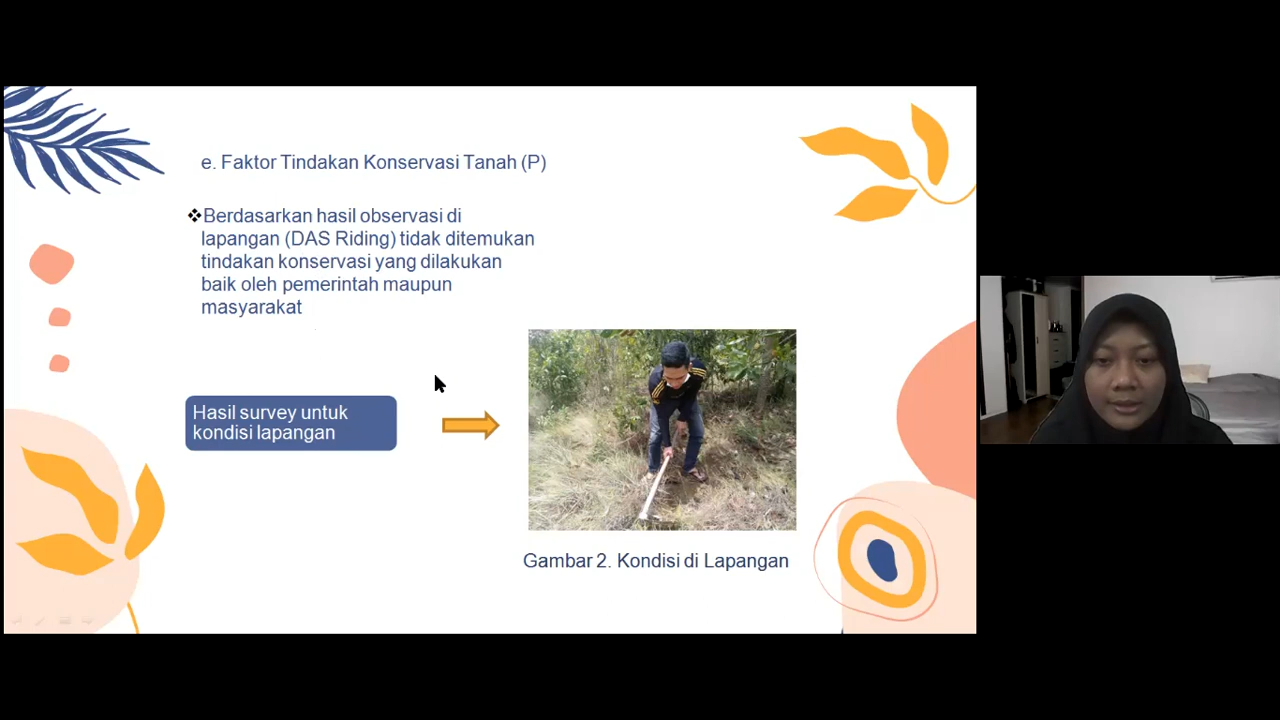 e. Faktor Tindakan Konservasi Tanah (P)
❖Berdasarkan hasil observasi di
lapangan (DAS Riding) tidak ditemukan
tindakan konservasi yang dilakukan
baik oleh pemerintah maupun
masyarakat
Hasil survey untuk
kondisi lapangan
Gambar 2. Kondisi di Lapangan